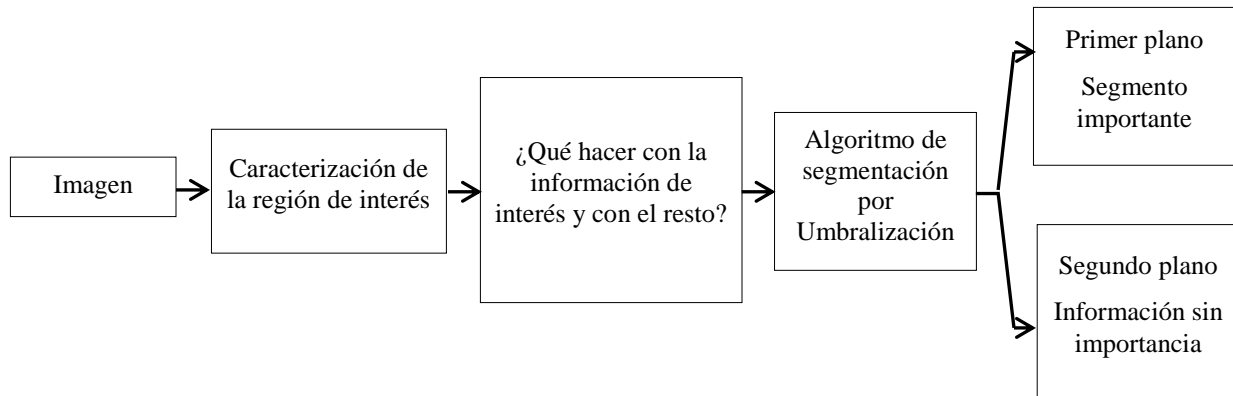 Imagen
Caracterización de
la región de interés
¿Qué hacer con la
información de
interés y con el resto?
Algoritmo de
segmentación
por
Umbralización
Primer plano
Segmento
importante
Segundo plano
Información sin
importancia